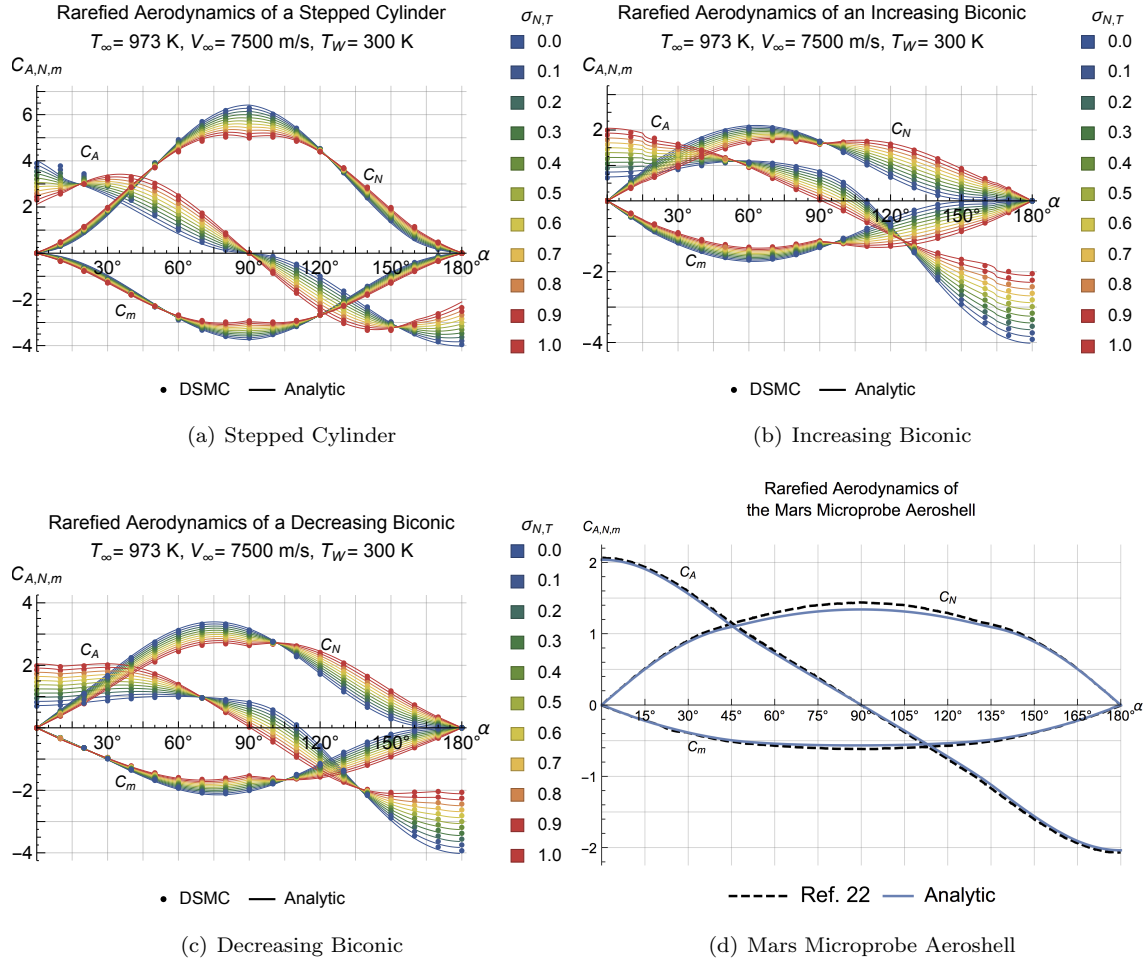 Rarefied Aerodynamics of a Stepped Cylinder
T∞= 973 K, V∞= 7500 m/s, TW= 300 K
CA,N,m
6
4
2
−2
−4
CA
CN
Cm
30°
60°
90°
120°
150°
180°
α
σN,T
0.0
0.1
0.2
0.3
0.4
0.5
0.6
0.7
0.8
0.9
1.0
DSMC
Analytic
(a) Stepped Cylinder
Rarefied Aerodynamics of an Increasing Biconic
T∞= 973 K, V∞= 7500 m/s, TW= 300 K
CA,N,m
2
0
−2
−4
CA
CN
Cm
30°
60°
90°
120°
150°
180°
α
σN,T
0.0
0.1
0.2
0.3
0.4
0.5
0.6
0.7
0.8
0.9
1.0
DSMC
Analytic
(b) Increasing Biconic
Rarefied Aerodynamics of a Decreasing Biconic
T∞= 973 K, V∞= 7500 m/s, TW= 300 K
CA,N,m
4
2
0
−2
−4
CA
CN
Cm
30°
60°
90°
120°
150°
180°
α
σN,T
0.0
0.1
0.2
0.3
0.4
0.5
0.6
0.7
0.8
0.9
1.0
DSMC
Analytic
(c) Decreasing Biconic
Rarefied Aerodynamics of
the Mars Microprobe Aeroshell
CA,N,m
2
1
0
−1
−2
CA
CN
Cm
15°
30°
45°
60°
75°
90°
105°
120°
135°
150°
165°
180°
α
Ref. 22
Analytic
(d) Mars Microprobe Aeroshell